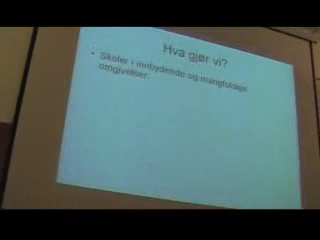 Hva gjør vi?
• Skoler i innbydende og mangfoldige
omgivelser.